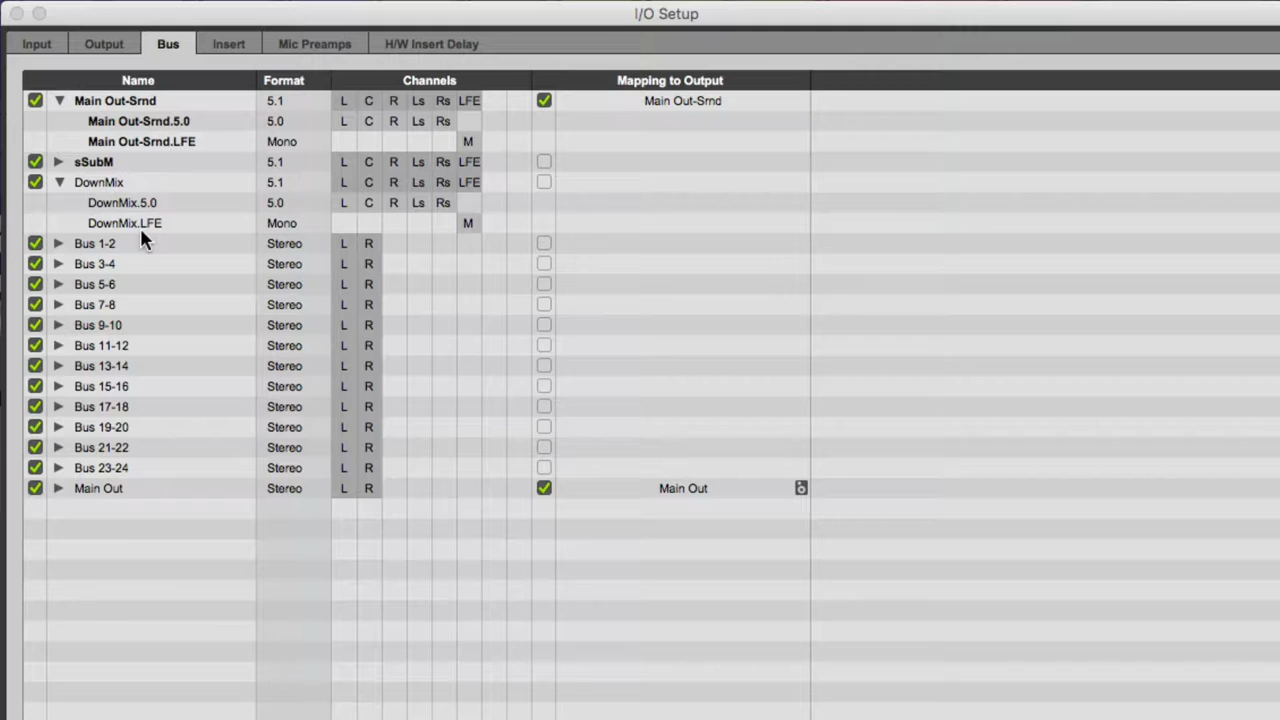 I/O Setup
Input Output Bus Insert Mic Preamps H/W Insert Delay
Name Format Channels Mapping to Output
Main Out-Srnd 5.1 L C R Ls Rs LFE Main Out-Srnd
Main Out-Srnd.5.0 5.0 L C R Ls Rs
Main Out-Srnd.LFE Mono M
sSubM 5.1 L C R Ls Rs LFE
DownMix 5.1 L C R Ls Rs LFE
DownMix.5.0 5.0 L C R Ls Rs
DownMix.LFE Mono M
Bus 1-2 Stereo L R
Bus 3-4 Stereo L R
Bus 5-6 Stereo L R
Bus 7-8 Stereo L R
Bus 9-10 Stereo L R
Bus 11-12 Stereo L R
Bus 13-14 Stereo L R
Bus 15-16 Stereo L R
Bus 17-18 Stereo L R
Bus 19-20 Stereo L R
Bus 21-22 Stereo L R
Bus 23-24 Stereo L R
Main Out Stereo L R Main Out